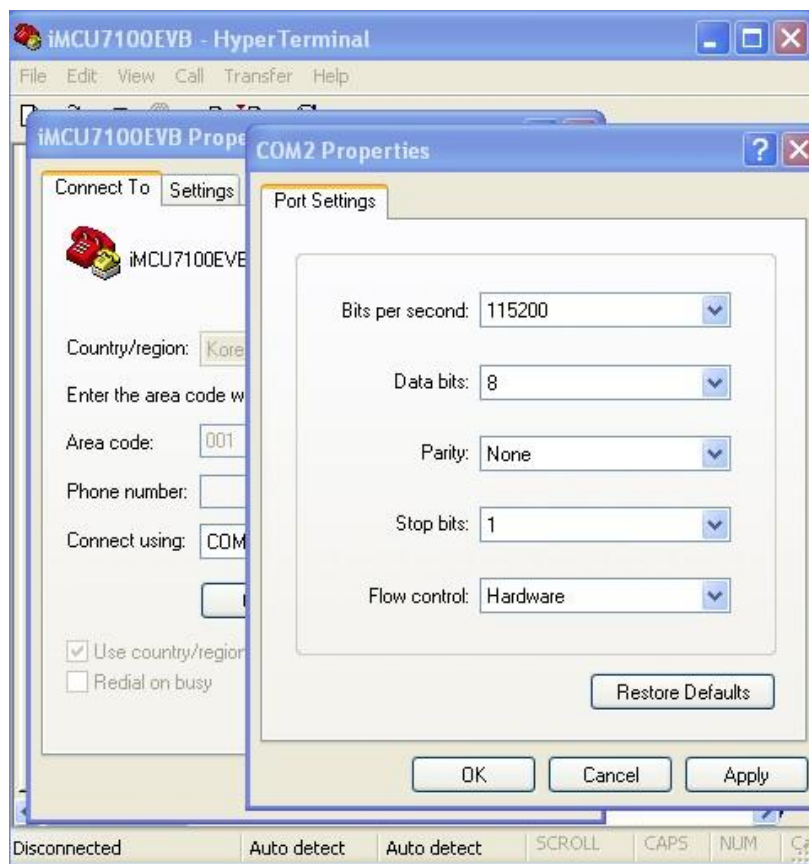 iMCU7100EVB - HyperTerminal
File Edit View Call Transfer Help
iMCU7100EVB Prope
COM2 Properties
Connect To Settings
Port Settings
iMCU7100EVE
Bits per second: 115200
Country/region: Kore
Data bits: 8
Enter the area code w
Area code: 001
Parity: None
Phone number:
Stop bits: 1
Connect using: COM
Flow control: Hardware
Use country/region
Redial on busy
Restore Defaults
OK Cancel Apply
Disconnected Auto detect Auto detect SCROLL CAPS NUM